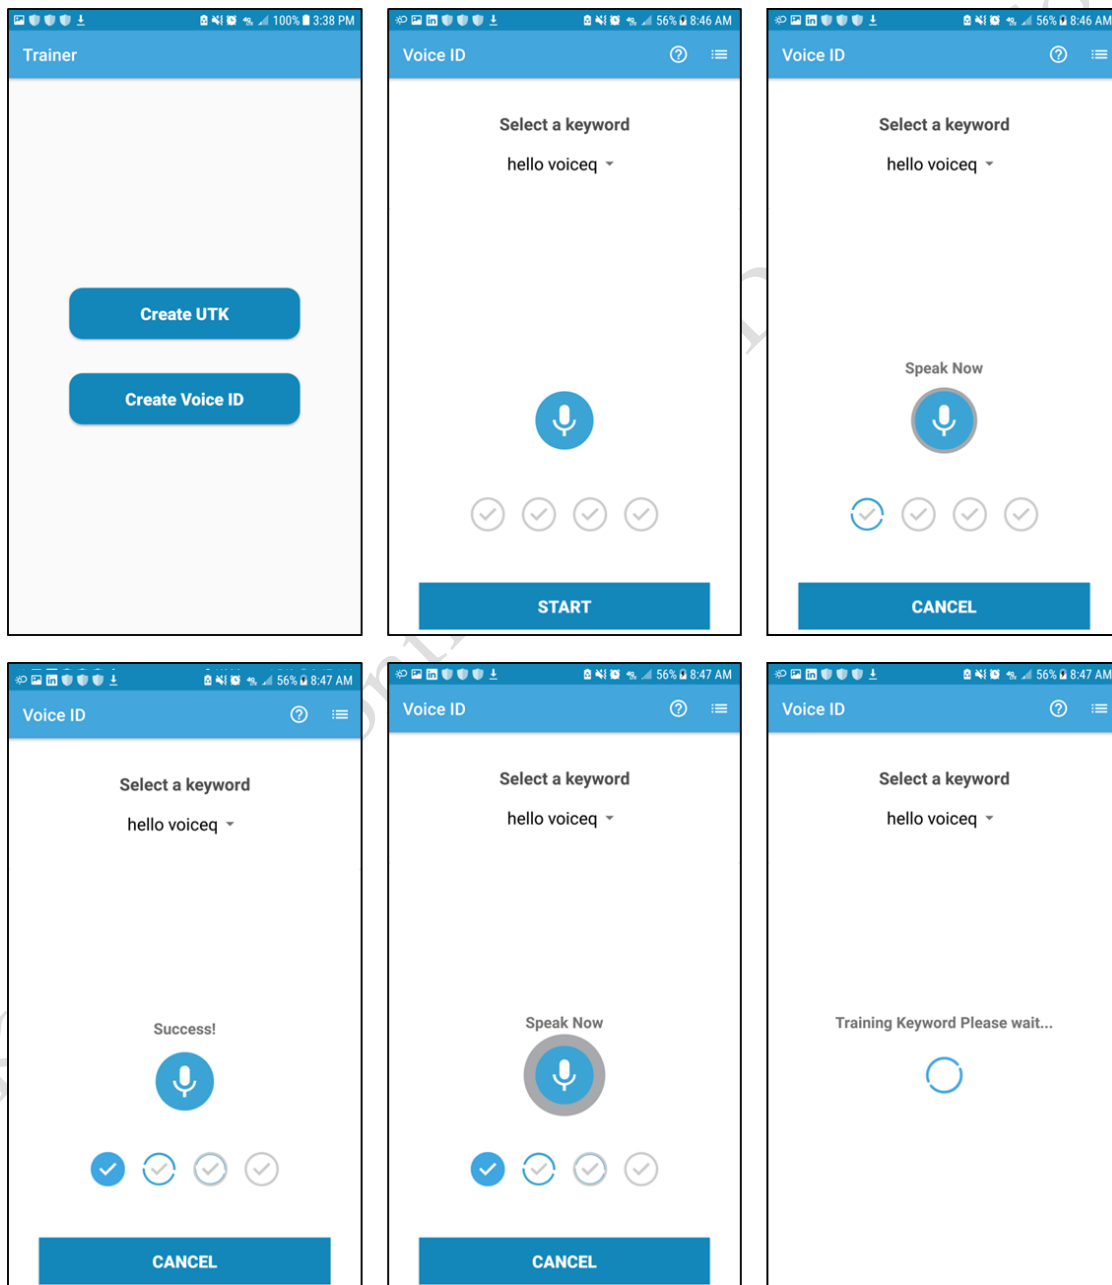 100% 3:38 PM
Trainer
Create UTK
Create Voice ID
56% 8:46 AM
Voice ID
Select a keyword
hello voiceq
START
56% 8:46 AM
Voice ID
Select a keyword
hello voiceq
Speak Now
CANCEL
56% 8:47 AM
Voice ID
Select a keyword
hello voiceq
Success!
CANCEL
56% 8:47 AM
Voice ID
Select a keyword
hello voiceq
Speak Now
CANCEL
56% 8:47 AM
Voice ID
Select a keyword
hello voiceq
Training Keyword Please wait...